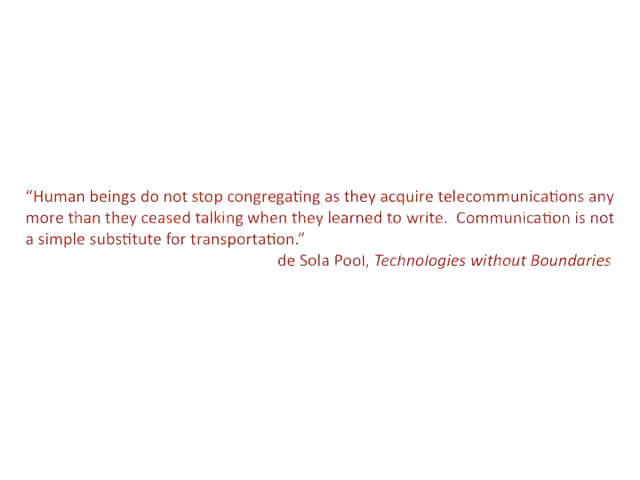 “Human beings do not stop congregating as they acquire telecommunications any
more than they ceased talking when they learned to write.  Communication is not
a simple substitute for transportation.”
de Sola Pool, Technologies without Boundaries